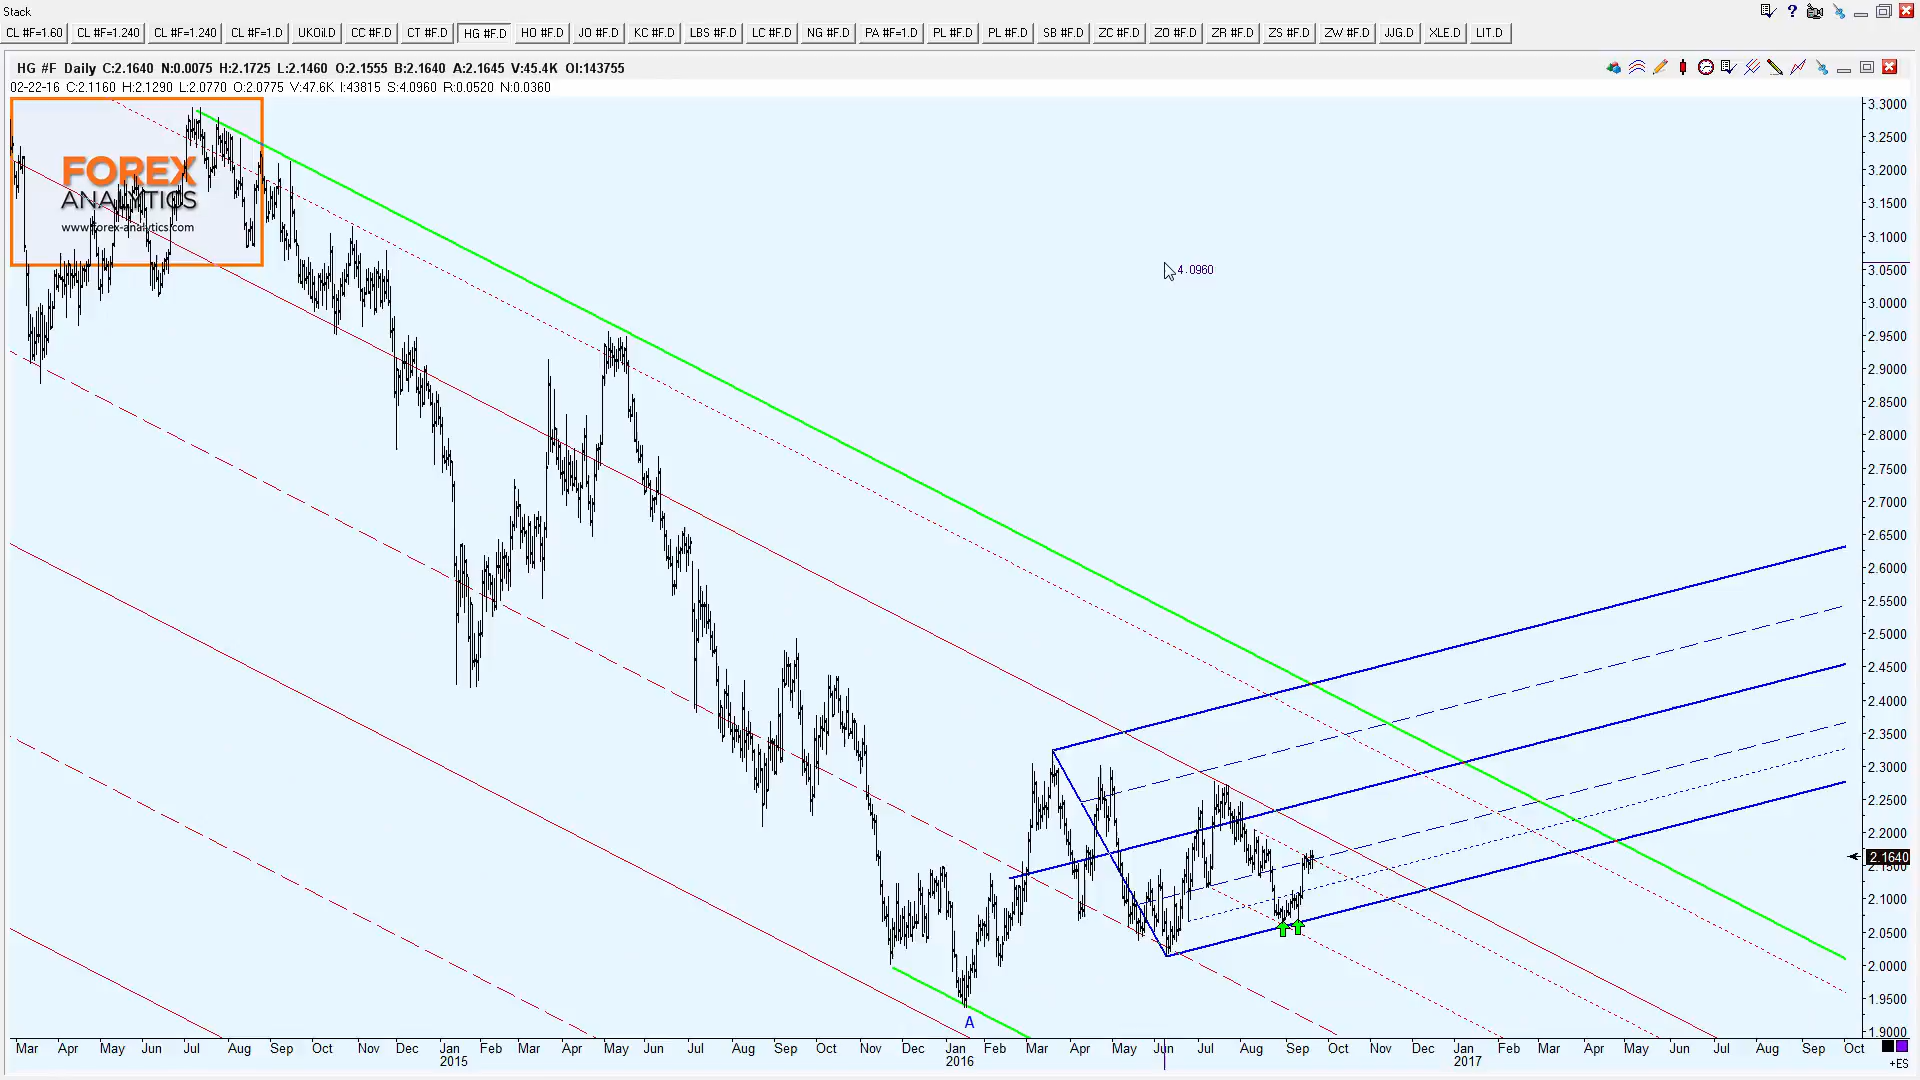 Stack
CL #F=1.60 CL #F=1.240 CL #F=1.240 CL #F=1.D UKOil.D CC #F.D CT #F.D HG #F.D HO #F.D JO #F.D KC #F.D LBS #F.D LC #F.D NG #F.D PA #F=1.D PL #F.D PL #F.D SB #F.D ZC #F.D ZO #F.D ZR #F.D ZS #F.D ZW #F.D JJG.D XLE.D LIT.D
HG #F Daily C:2.1640 N:0.0075 H:2.1725 L:2.1460 O:2.1555 B:2.1640 A:2.1645 V:45.4K OI:143755
02-22-16 C:2.1160 H:2.1290 L:2.0770 O:2.0775 V:47.6K I:43815 S:4.0960 R:0.0520 N:0.0360
FOREX
ANALYTICS
www.forex-analytics.com
4.0960
3.3000
3.2500
3.2000
3.1500
3.1000
3.0500
3.0000
2.9500
2.9000
2.8500
2.8000
2.7500
2.7000
2.6500
2.6000
2.5500
2.5000
2.4500
2.4000
2.3500
2.3000
2.2500
2.2000
2.1640
2.1000
2.0500
2.0000
1.9500
1.9000
A
Mar Apr May Jun Jul Aug Sep Oct Nov Dec Jan Feb Mar Apr May Jun Jul Aug Sep Oct Nov Dec Jan Feb Mar Apr May Jun Jul Aug Sep Oct Nov Dec Jan Feb Mar Apr May Jun Jul Aug Sep Oct
2015 2016 2017
+ES